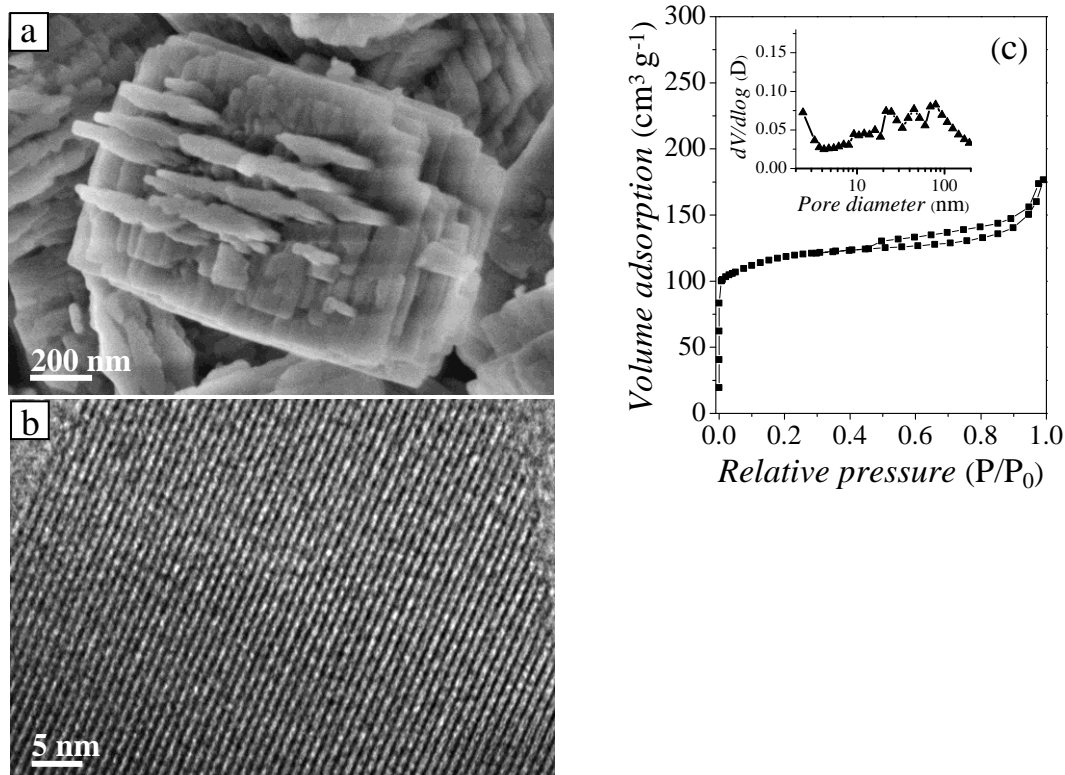 a
200 nm
b
5 nm
(c)
Volume adsorption (cm³ g⁻¹)
300
250
200
150
100
50
0
0.0 0.2 0.4 0.6 0.8 1.0
Relative pressure (P/P₀)
dV/dlog (D)
0.15
0.10
0.05
0.00
10 100
Pore diameter (nm)